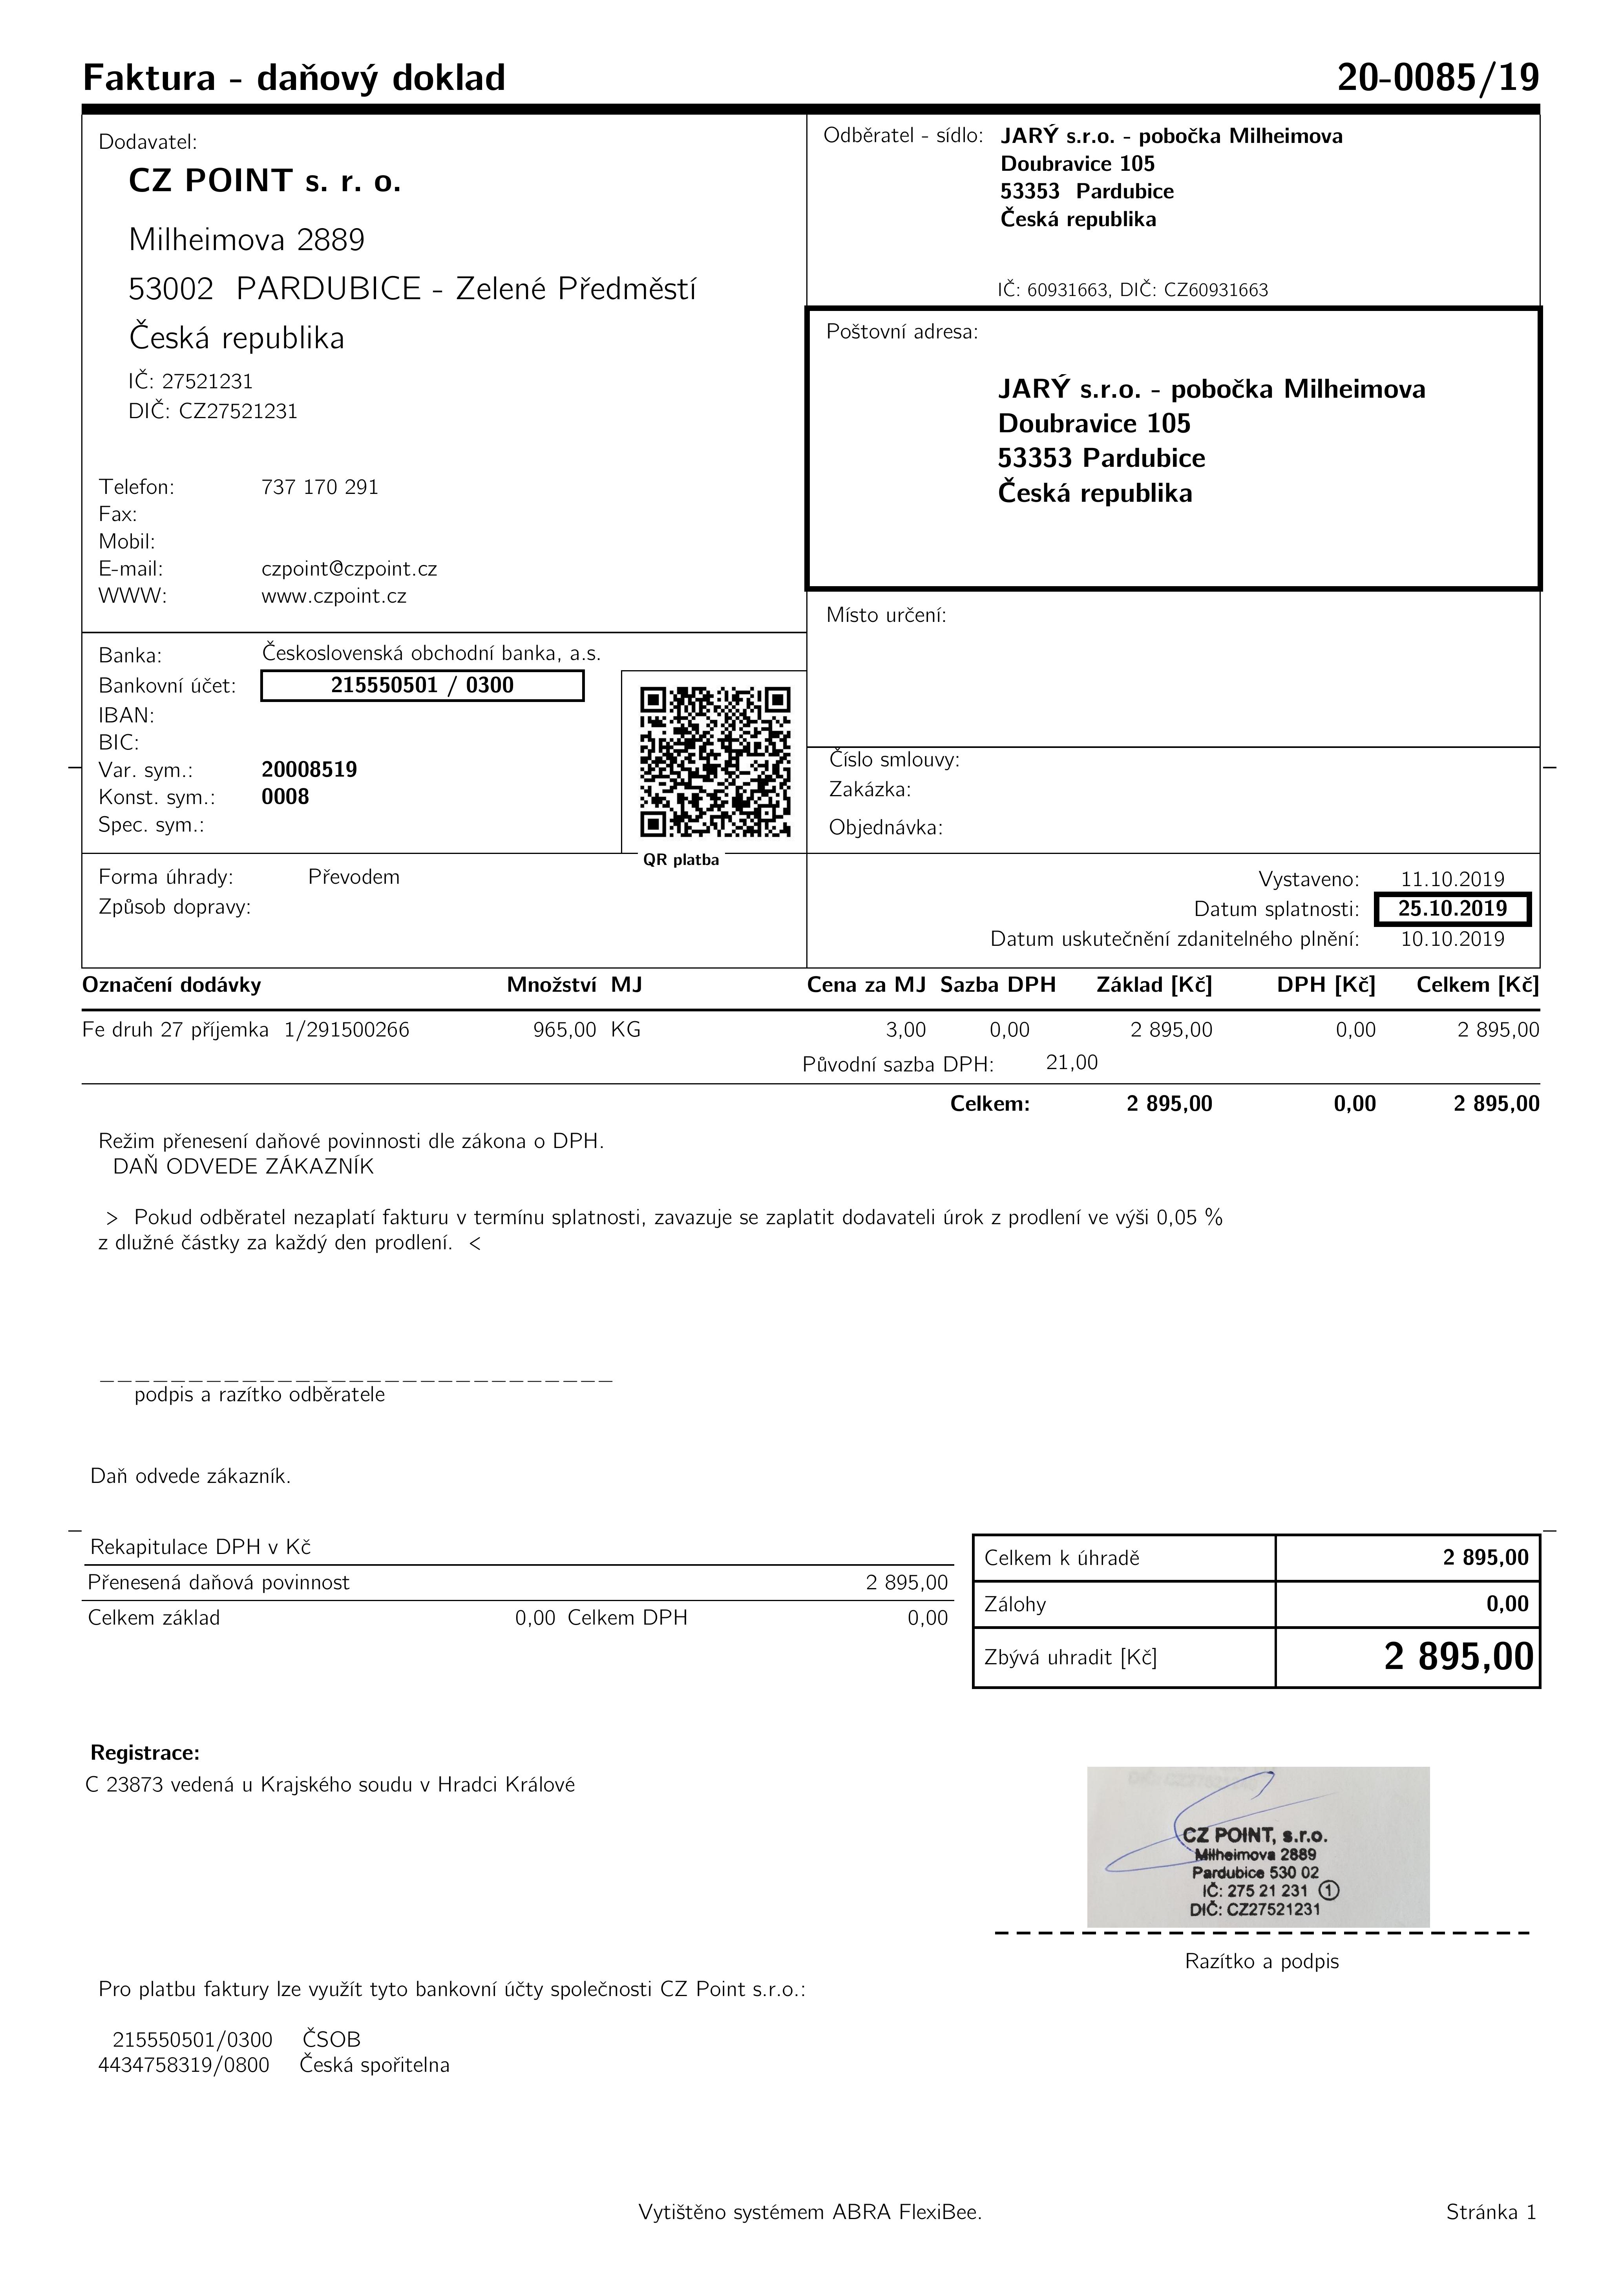 Faktura - daňový doklad 20-0085/19
Dodavatel:
CZ POINT s. r. o.
Milheimova 2889
53002 PARDUBICE - Zelené Předměstí
Česká republika
IČ: 27521231
DIČ: CZ27521231
Telefon: 737 170 291
Fax:
Mobil:
E-mail: czpoint@czpoint.cz
WWW: www.czpoint.cz
Odběratel - sídlo: JARÝ s.r.o. - pobočka Milheimova
Doubravice 105
53353 Pardubice
Česká republika
IČ: 60931663, DIČ: CZ60931663
Poštovní adresa:
JARÝ s.r.o. - pobočka Milheimova
Doubravice 105
53353 Pardubice
Česká republika
Místo určení:
Banka: Československá obchodní banka, a.s.
Bankovní účet: 215550501 / 0300
IBAN:
BIC:
Var. sym.: 20008519
Konst. sym.: 0008
Spec. sym.:
QR platba
Číslo smlouvy:
Zakázka:
Objednávka:
Forma úhrady: Převodem
Způsob dopravy:
Vystaveno: 11.10.2019
Datum splatnosti: 25.10.2019
Datum uskutečnění zdanitelného plnění: 10.10.2019
Označení dodávky Množství MJ Cena za MJ Sazba DPH Základ [Kč] DPH [Kč] Celkem [Kč]
Fe druh 27 příjemka 1/291500266 965,00 KG 3,00 0,00 2 895,00 0,00 2 895,00
Původní sazba DPH: 21,00
Celkem: 2 895,00 0,00 2 895,00
Režim přenesení daňové povinnosti dle zákona o DPH.
DAŇ ODVEDE ZÁKAZNÍK
> Pokud odběratel nezaplatí fakturu v termínu splatnosti, zavazuje se zaplatit dodavateli úrok z prodlení ve výši 0,05 %
z dlužné částky za každý den prodlení. <
podpis a razítko odběratele
Daň odvede zákazník.
Rekapitulace DPH v Kč
Přenesená daňová povinnost 2 895,00
Celkem základ 0,00 Celkem DPH 0,00
Celkem k úhradě 2 895,00
Zálohy 0,00
Zbývá uhradit [Kč] 2 895,00
Registrace:
C 23873 vedená u Krajského soudu v Hradci Králové
CZ POINT, s.r.o.
Milheimova 2889
Pardubice 530 02
IČ: 275 21 231 1
DIČ: CZ27521231
Razítko a podpis
Pro platbu faktury lze využít tyto bankovní účty společnosti CZ Point s.r.o.:
215550501/0300 ČSOB
4434758319/0800 Česká spořitelna
Vytištěno systémem ABRA FlexiBee. Stránka 1